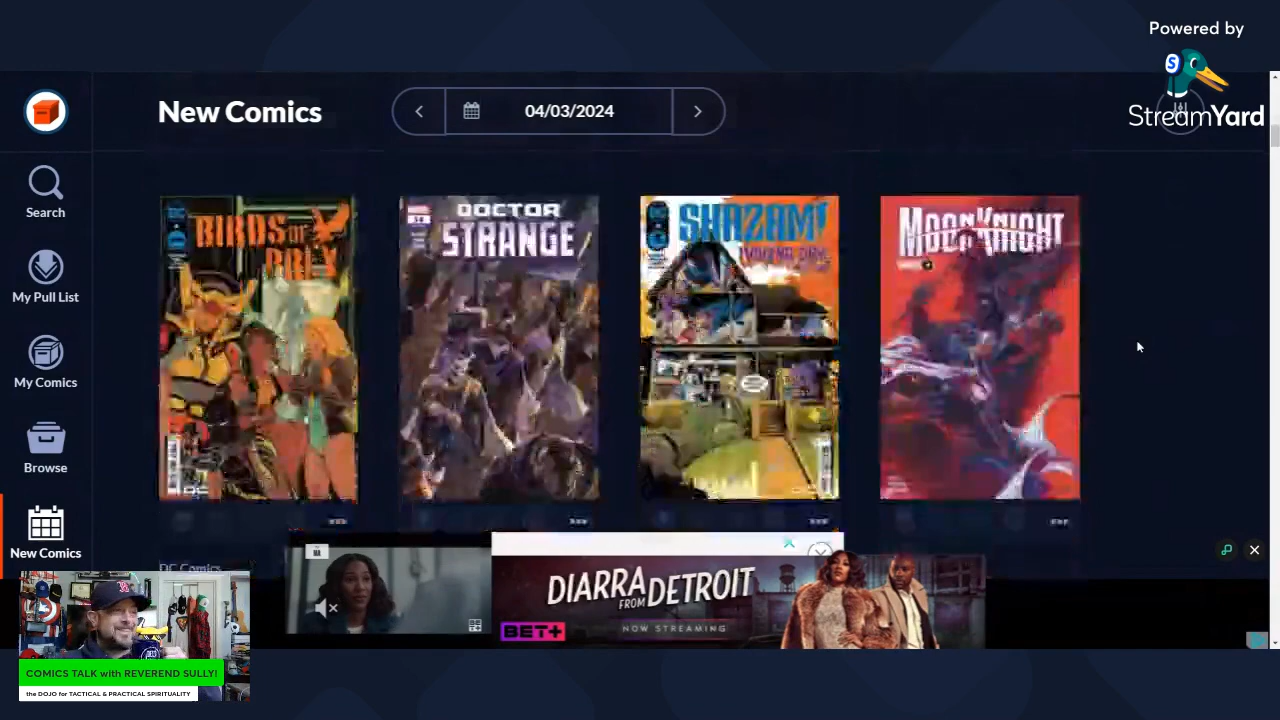 Powered by
StreamYard
New Comics
04/03/2024
Search
My Pull List
My Comics
Browse
New Comics
BIRDS OF
PREY
DOCTOR
STRANGE
SHAZAM!
MOON KNIGHT
DC Comics
DIARRA
FROM DETROIT
BET+
NOW STREAMING
COMICS TALK with REVEREND SULLY!
the DOJO for TACTICAL & PRACTICAL SPIRITUALITY